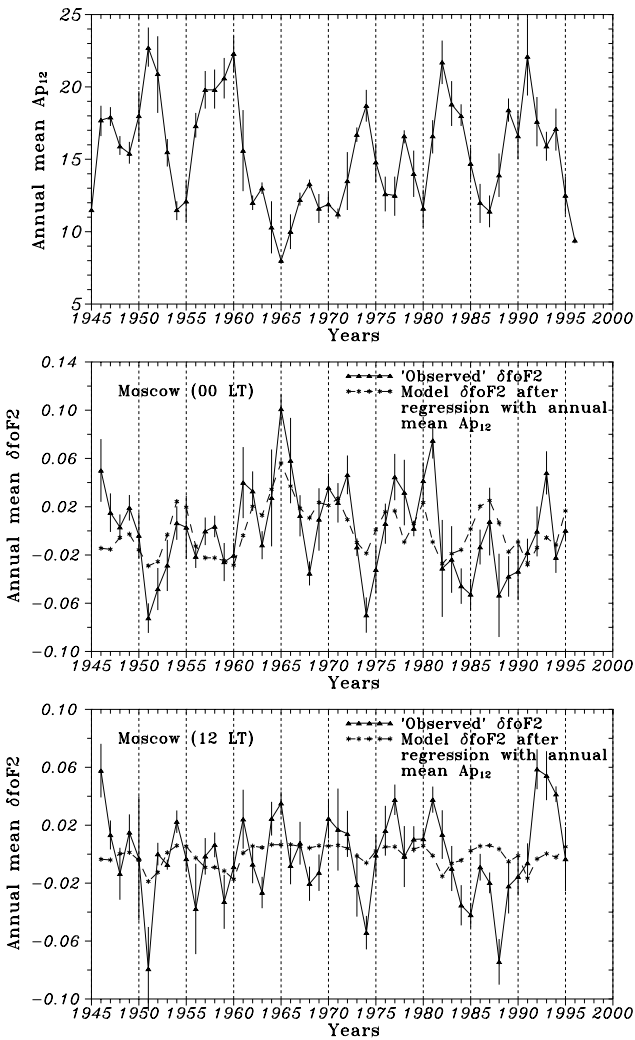 25
20
15
10
5
Annual mean Ap12
1945 1950 1955 1960 1965 1970 1975 1980 1985 1990 1995 2000
Years
0.14
0.10
0.06
0.02
−0.02
−0.06
−0.10
Annual mean δfoF2
Moscow (00 LT)
'Observed' δfoF2
Model δfoF2 after
regression with annual
mean Ap12
1945 1950 1955 1960 1965 1970 1975 1980 1985 1990 1995 2000
Years
0.10
0.06
0.02
−0.02
−0.06
−0.10
Annual mean δfoF2
Moscow (12 LT)
'Observed' δfoF2
Model δfoF2 after
regression with annual
mean Ap12
1945 1950 1955 1960 1965 1970 1975 1980 1985 1990 1995 2000
Years